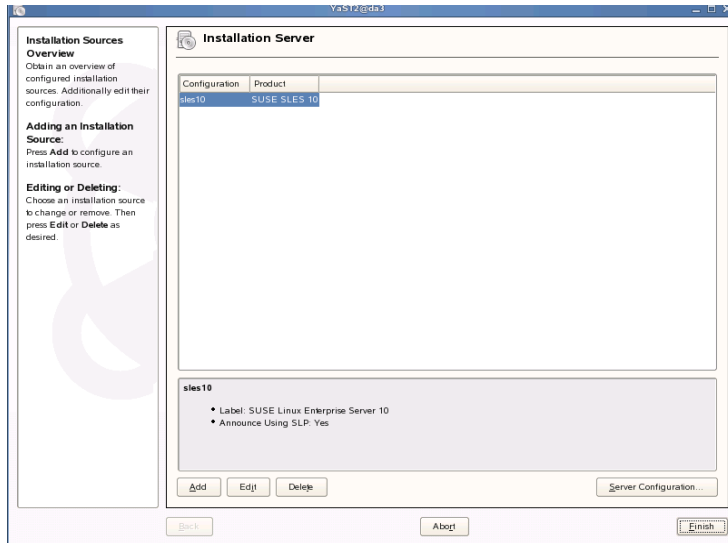 YaST2@da3
Installation Sources
Overview
Obtain an overview of
configured installation
sources. Additionally edit their
configuration.
Adding an Installation
Source:
Press Add to configure an
installation source.
Editing or Deleting:
Choose an installation source
to change or remove. Then
press Edit or Delete as
desired.
Installation Server
Configuration Product
sles10 SUSE SLES 10
sles10
Label: SUSE Linux Enterprise Server 10
Announce Using SLP: Yes
Add Edit Delete Server Configuration...
Back Abort Finish